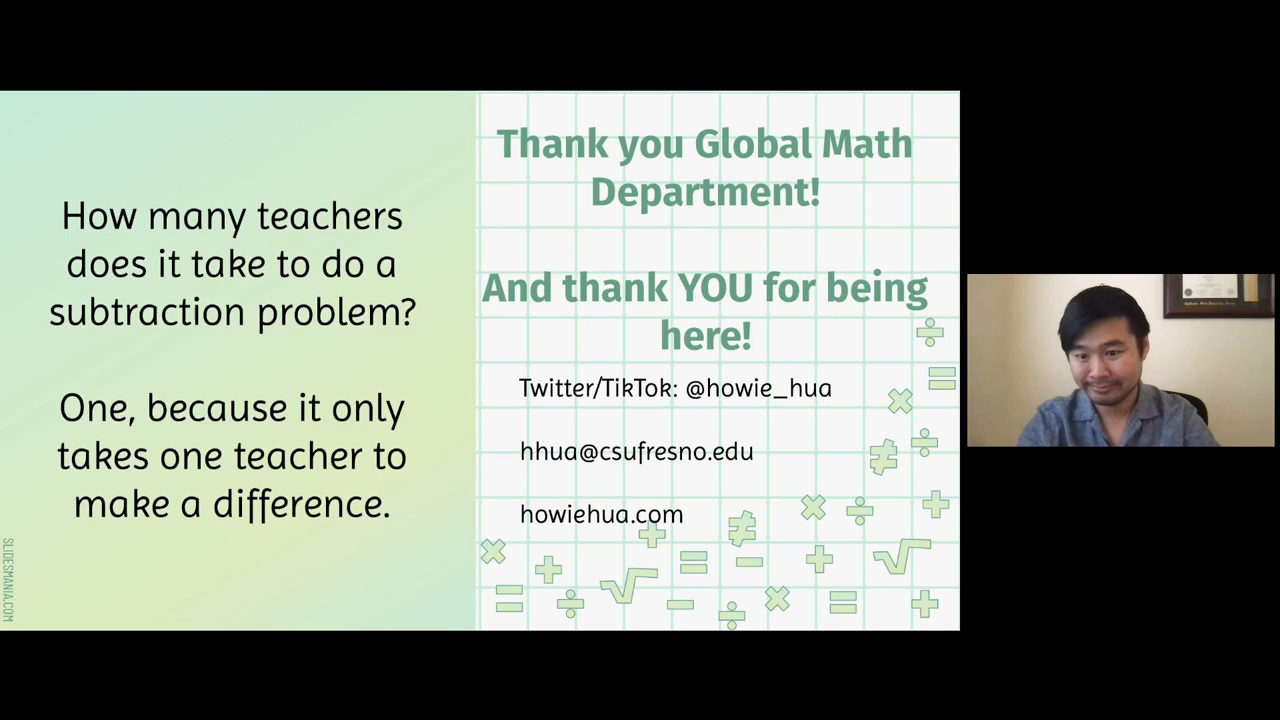 How many teachers
does it take to do a
subtraction problem?
One, because it only
takes one teacher to
make a difference.
SLIDESMANIA.COM
Thank you Global Math
Department!
And thank YOU for being
here!
Twitter/TikTok: @howie_hua
hhua@csufresno.edu
howiehua.com